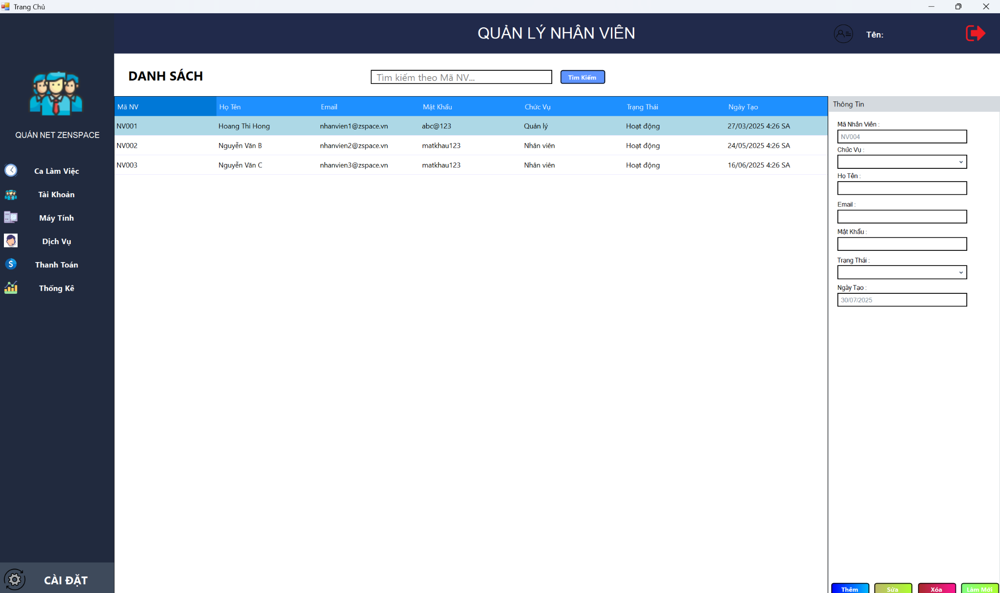 Trang Chủ
QUẢN LÝ NHÂN VIÊN
Tên:
QUÁN NET ZENSPACE
Ca Làm Việc
Tài Khoản
Máy Tính
Dịch Vụ
Thanh Toán
Thống Kê
CÀI ĐẶT
DANH SÁCH
Tìm kiếm theo Mã NV...
Tìm Kiếm
Mã NV Họ Tên Email Mật Khẩu Chức Vụ Trạng Thái Ngày Tạo
NV001 Hoang Thi Hong nhanvien1@zspace.vn abc@123 Quản lý Hoạt động 27/03/2025 4:26 SA
NV002 Nguyễn Văn B nhanvien2@zspace.vn matkhau123 Nhân viên Hoạt động 24/05/2025 4:26 SA
NV003 Nguyễn Văn C nhanvien3@zspace.vn matkhau123 Nhân viên Hoạt động 16/06/2025 4:26 SA
Thông Tin
Mã Nhân Viên :
NV004
Chức Vụ :
Họ Tên :
Email :
Mật Khẩu :
Trạng Thái :
Ngày Tạo :
30/07/2025
Thêm Sửa Xóa Làm Mới